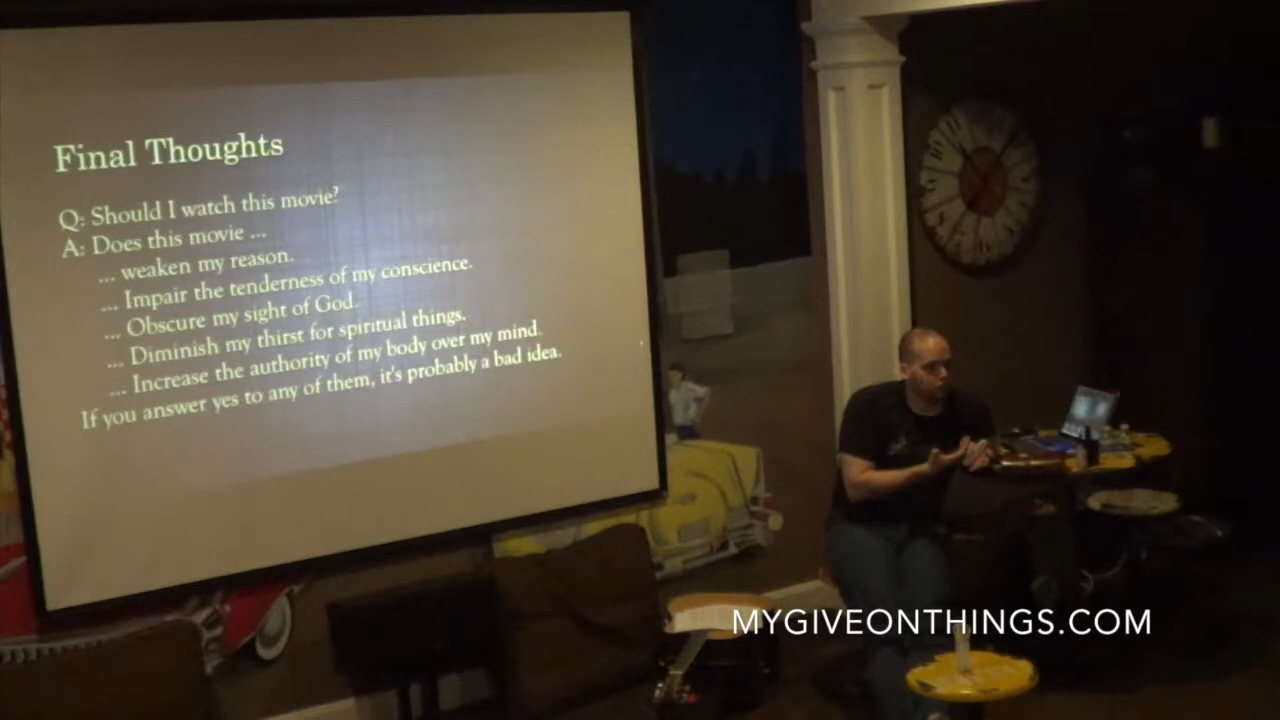 Final Thoughts
Q: Should I watch this movie?
A: Does this movie ...
... weaken my reason.
... Impair the tenderness of my conscience.
... Obscure my sight of God.
... Diminish my thirst for spiritual things.
... Increase the authority of my body over my mind.
If you answer yes to any of them, it's probably a bad idea.
MYGIVEONTHINGS.COM